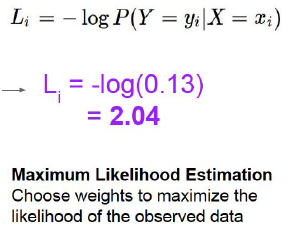 Lᵢ = − log P(Y = yᵢ|X = xᵢ)
→ Lᵢ = -log(0.13)
= 2.04
Maximum Likelihood Estimation
Choose weights to maximize the
likelihood of the observed data